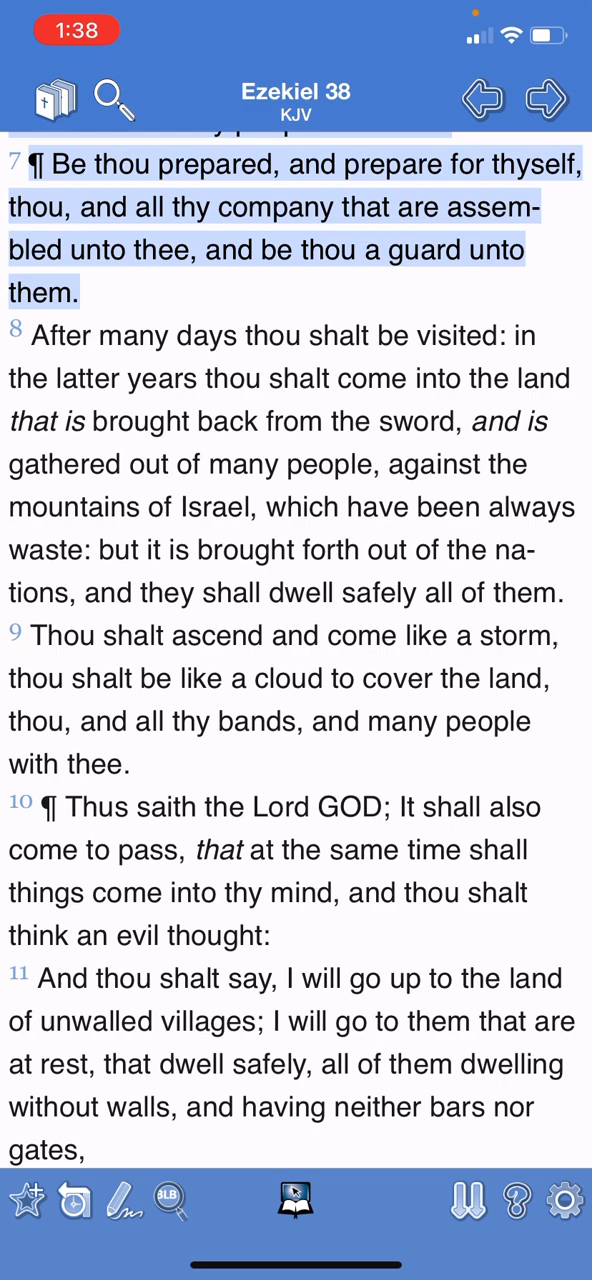 1:38
Ezekiel 38
KJV
7 ¶ Be thou prepared, and prepare for thyself,
thou, and all thy company that are assem-
bled unto thee, and be thou a guard unto
them.
8 After many days thou shalt be visited: in
the latter years thou shalt come into the land
that is brought back from the sword, and is
gathered out of many people, against the
mountains of Israel, which have been always
waste: but it is brought forth out of the na-
tions, and they shall dwell safely all of them.
9 Thou shalt ascend and come like a storm,
thou shalt be like a cloud to cover the land,
thou, and all thy bands, and many people
with thee.
10 ¶ Thus saith the Lord GOD; It shall also
come to pass, that at the same time shall
things come into thy mind, and thou shalt
think an evil thought:
11 And thou shalt say, I will go up to the land
of unwalled villages; I will go to them that are
at rest, that dwell safely, all of them dwelling
without walls, and having neither bars nor
gates,
BLB